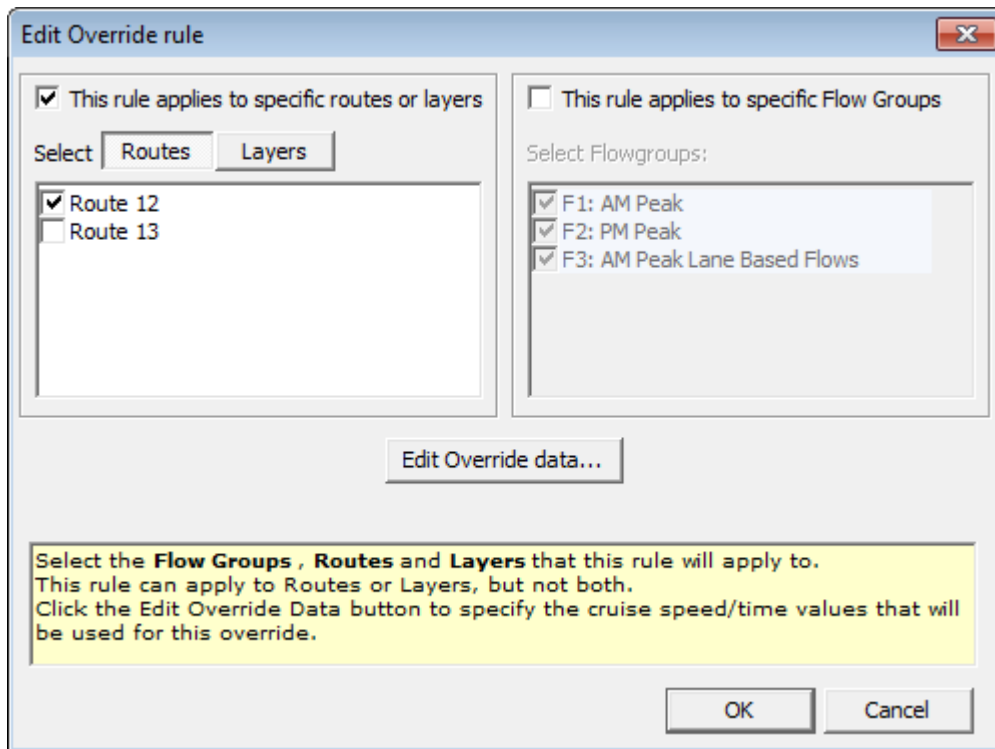 Edit Override rule
This rule applies to specific routes or layers
Select Routes Layers
Route 12
Route 13
This rule applies to specific Flow Groups
Select Flowgroups:
F1: AM Peak
F2: PM Peak
F3: AM Peak Lane Based Flows
Edit Override data...
Select the Flow Groups , Routes and Layers that this rule will apply to.
This rule can apply to Routes or Layers, but not both.
Click the Edit Override Data button to specify the cruise speed/time values that will
be used for this override.
OK Cancel